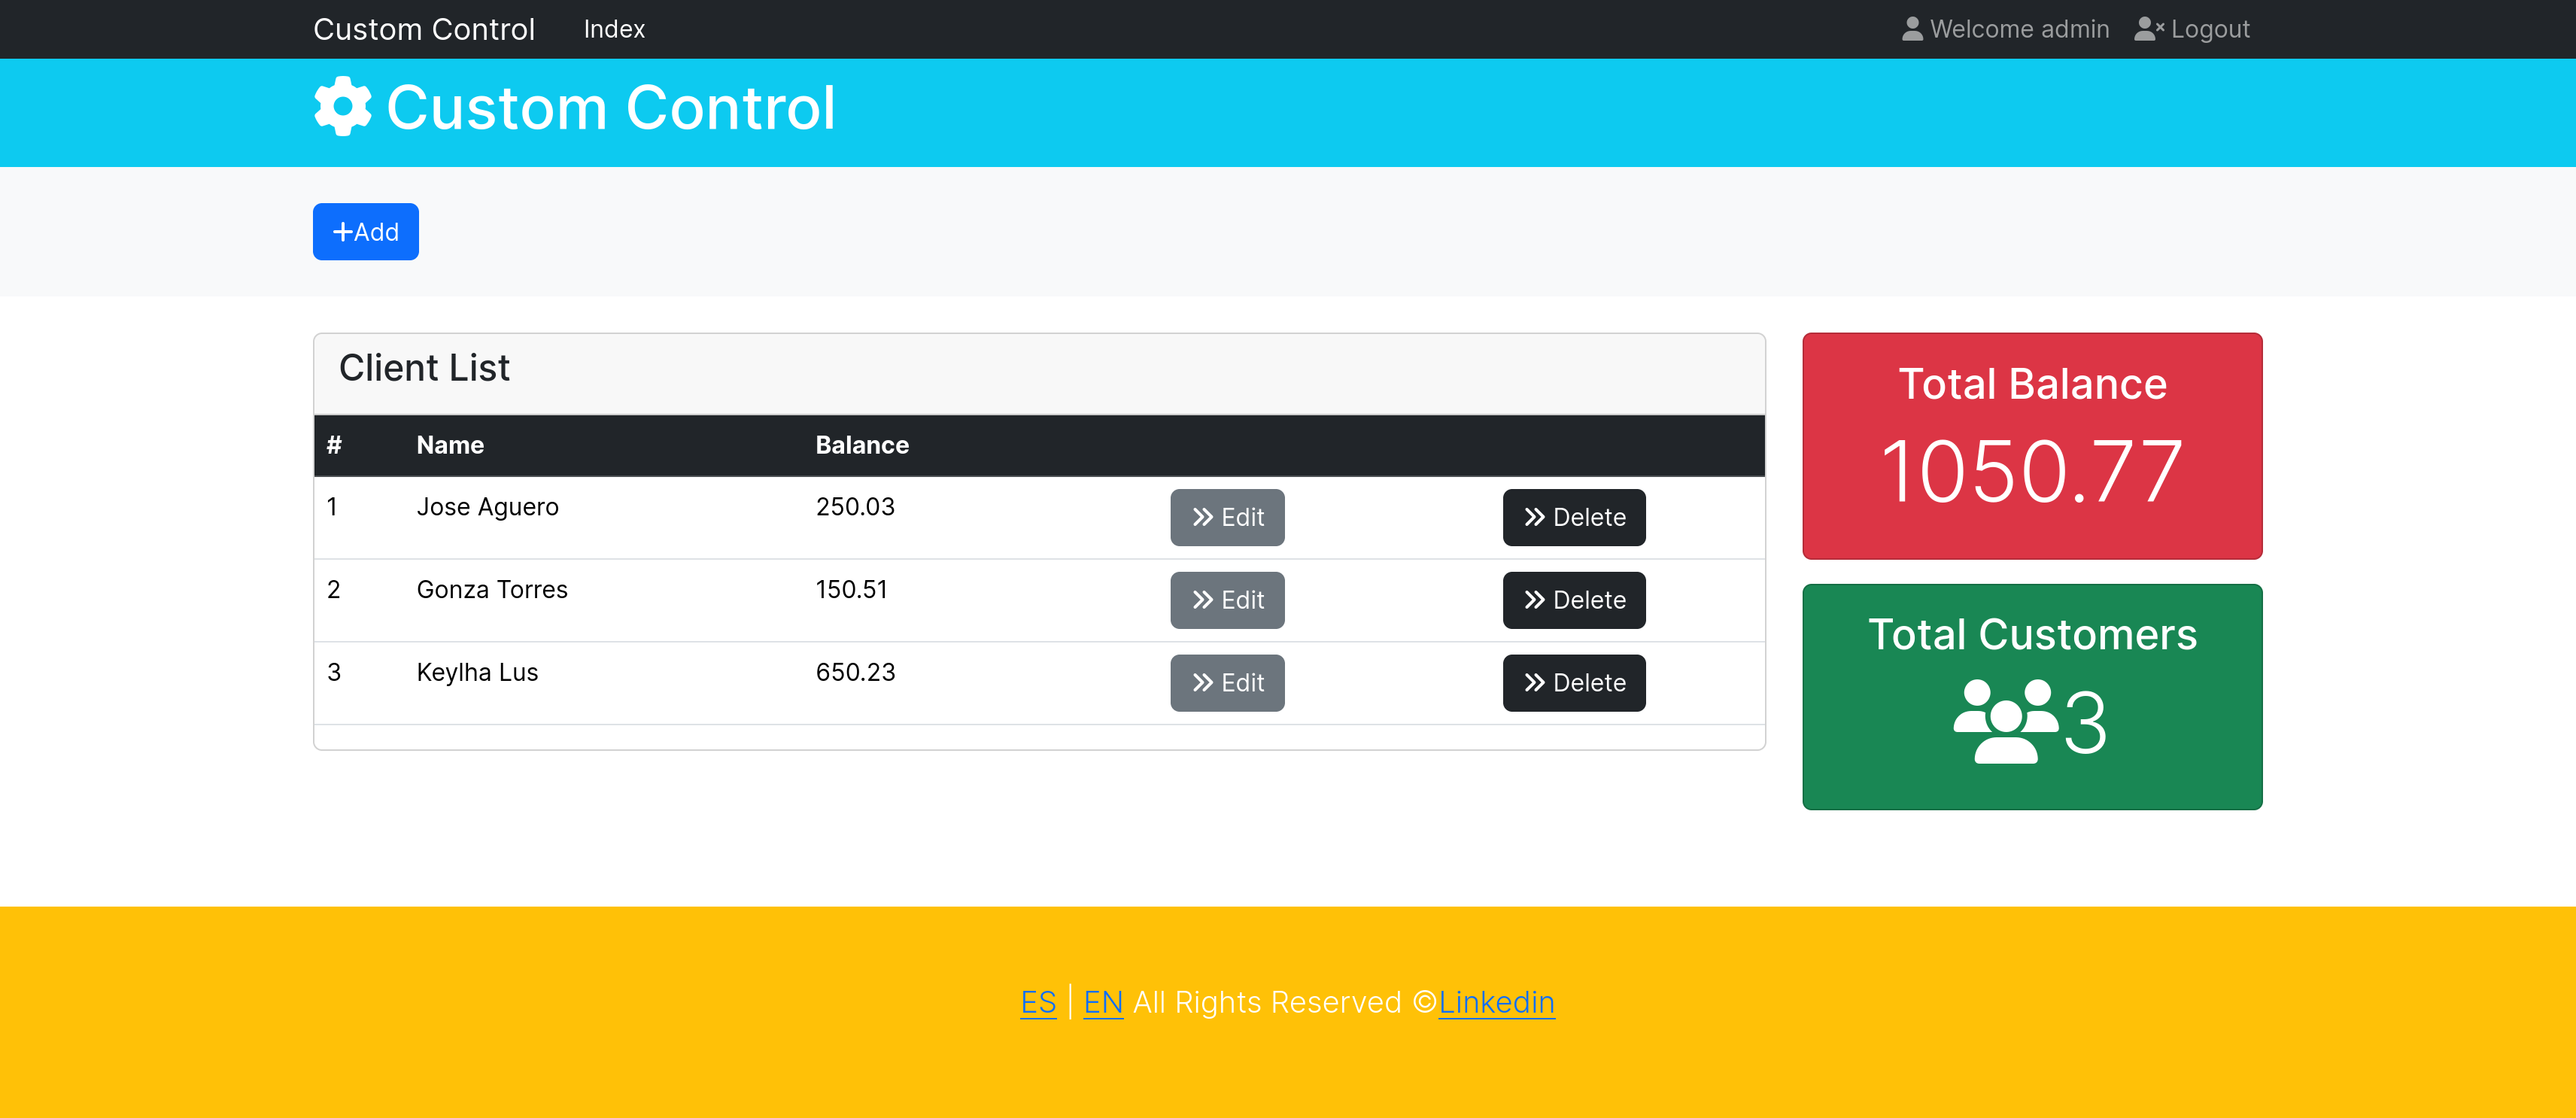 Custom Control Index Welcome admin Logout
Custom Control
+Add
Client List
# Name Balance
1 Jose Aguero 250.03 Edit Delete
2 Gonza Torres 150.51 Edit Delete
3 Keylha Lus 650.23 Edit Delete
Total Balance
1050.77
Total Customers
3
ES | EN All Rights Reserved ©Linkedin